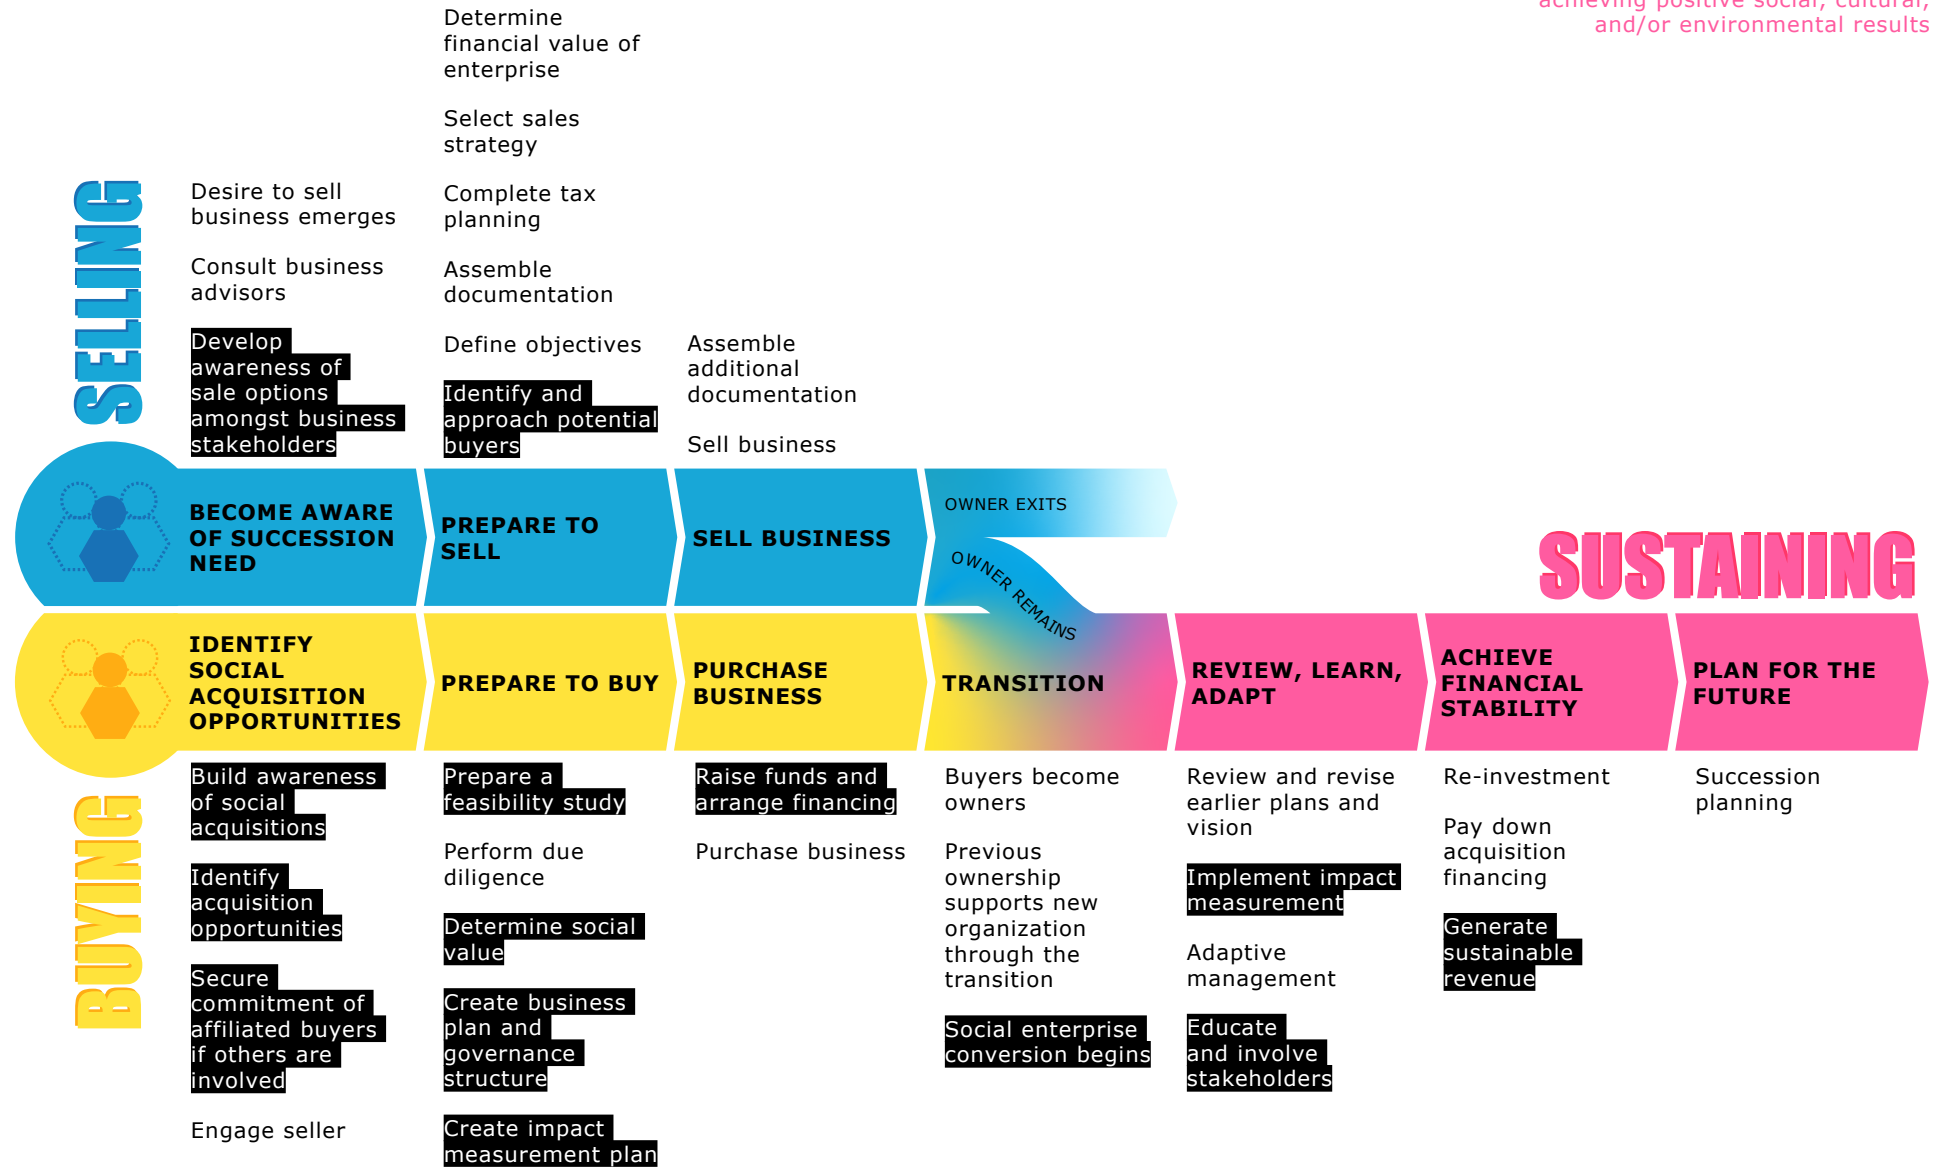 achieving positive social, cultural,
and/or environmental results
SELLING
Desire to sell
business emerges
Consult business
advisors
Develop
awareness of
sale options
amongst business
stakeholders
Determine
financial value of
enterprise
Select sales
strategy
Complete tax
planning
Assemble
documentation
Define objectives
Identify and
approach potential
buyers
Assemble
additional
documentation
Sell business
BECOME AWARE
OF SUCCESSION
NEED
PREPARE TO
SELL
SELL BUSINESS
OWNER EXITS
OWNER REMAINS
SUSTAINING
IDENTIFY
SOCIAL
ACQUISITION
OPPORTUNITIES
PREPARE TO BUY
PURCHASE
BUSINESS
TRANSITION
REVIEW, LEARN,
ADAPT
ACHIEVE
FINANCIAL
STABILITY
PLAN FOR THE
FUTURE
BUYING
Build awareness
of social
acquisitions
Identify
acquisition
opportunities
Secure
commitment of
affiliated buyers
if others are
involved
Engage seller
Prepare a
feasibility study
Perform due
diligence
Determine social
value
Create business
plan and
governance
structure
Create impact
measurement plan
Raise funds and
arrange financing
Purchase business
Buyers become
owners
Previous
ownership
supports new
organization
through the
transition
Social enterprise
conversion begins
Review and revise
earlier plans and
vision
Implement impact
measurement
Adaptive
management
Educate
and involve
stakeholders
Re-investment
Pay down
acquisition
financing
Generate
sustainable
revenue
Succession
planning